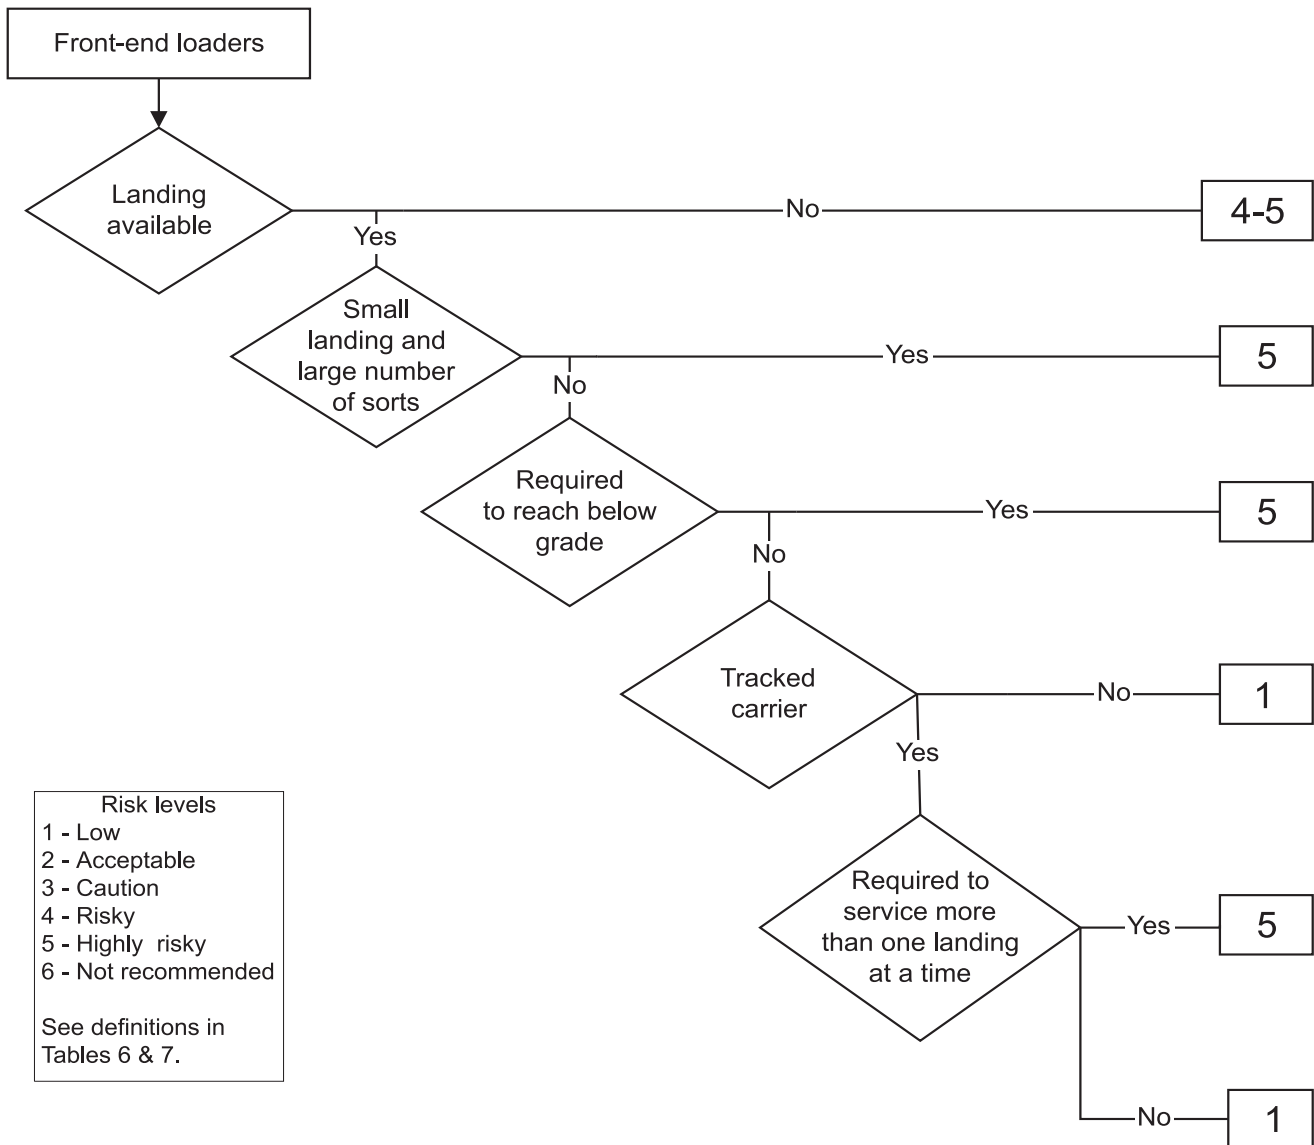 Front-end loaders
Landing
available
No
4-5
Yes
Small
landing and
large number
of sorts
Yes
5
No
Required
to reach below
grade
Yes
5
No
Tracked
carrier
No
1
Yes
Required to
service more
than one landing
at a time
Yes
5
No
1
Risk levels
1 - Low
2 - Acceptable
3 - Caution
4 - Risky
5 - Highly risky
6 - Not recommended
See definitions in
Tables 6 & 7.